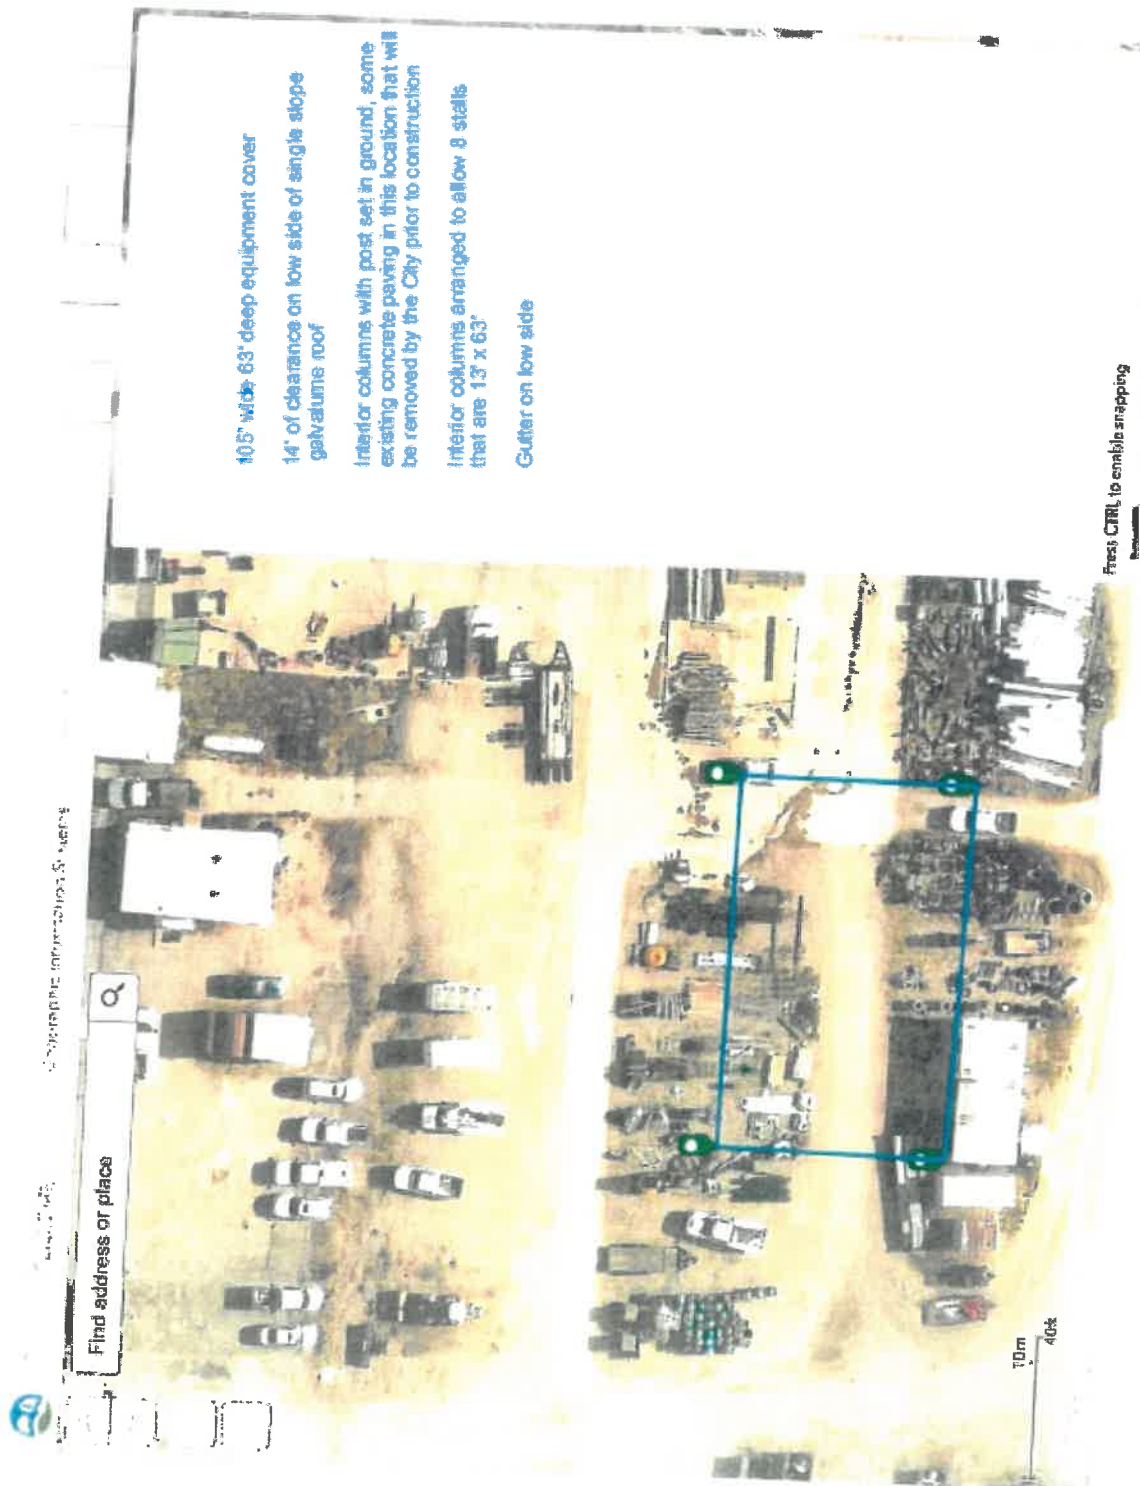 Find address or place
105' wide 63' deep equipment cover
14' of clearance on low side of single slope
galvalume roof
Interior columns with post set in ground, some
existing concrete paving in this location that will
be removed by the City prior to construction
Interior columns arranged to allow 8 stalls
that are 13' x 63'
Gutter on low side
Press CTRL to enable snapping
10m
40ft